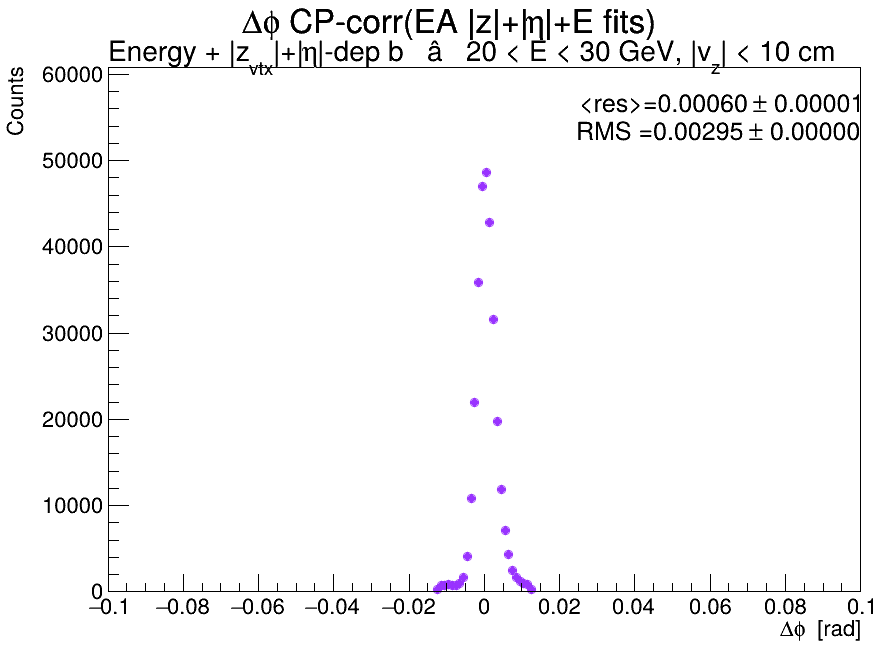 Δϕ CP-corr(EA |z|+|η|+E fits)
Energy + |z_vtx|+|η|-dep b â 20 < E < 30 GeV, |v_z| < 10 cm
Counts
<res>=0.00060 ± 0.00001
RMS =0.00295 ± 0.00000
60000
50000
40000
30000
20000
10000
0
−0.1 −0.08 −0.06 −0.04 −0.02 0 0.02 0.04 0.06 0.08 0.1
Δϕ [rad]